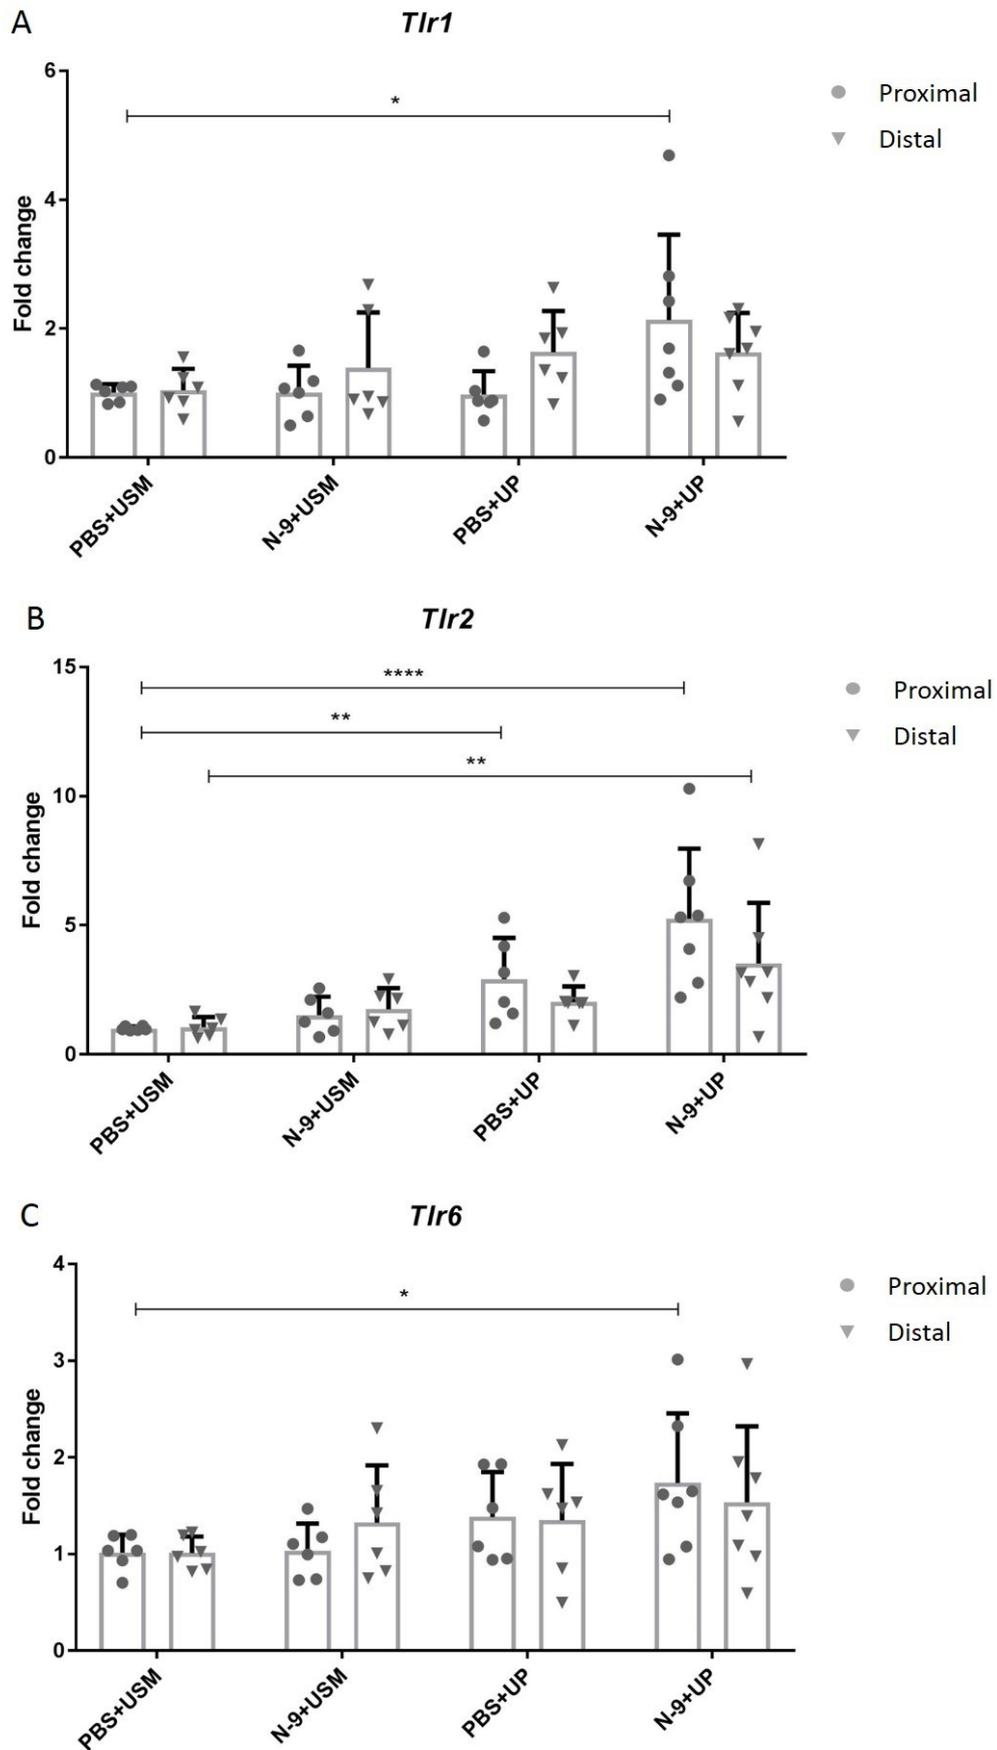 A
Tlr1
6
*
Proximal
Distal
4
Fold change
2
0
PBS+USM
N-9+USM
PBS+UP
N-9+UP
B
Tlr2
15
****
Proximal
**
Distal
**
10
Fold change
5
0
PBS+USM
N-9+USM
PBS+UP
N-9+UP
C
Tlr6
4
*
Proximal
Distal
3
Fold change
2
1
0
PBS+USM
N-9+USM
PBS+UP
N-9+UP